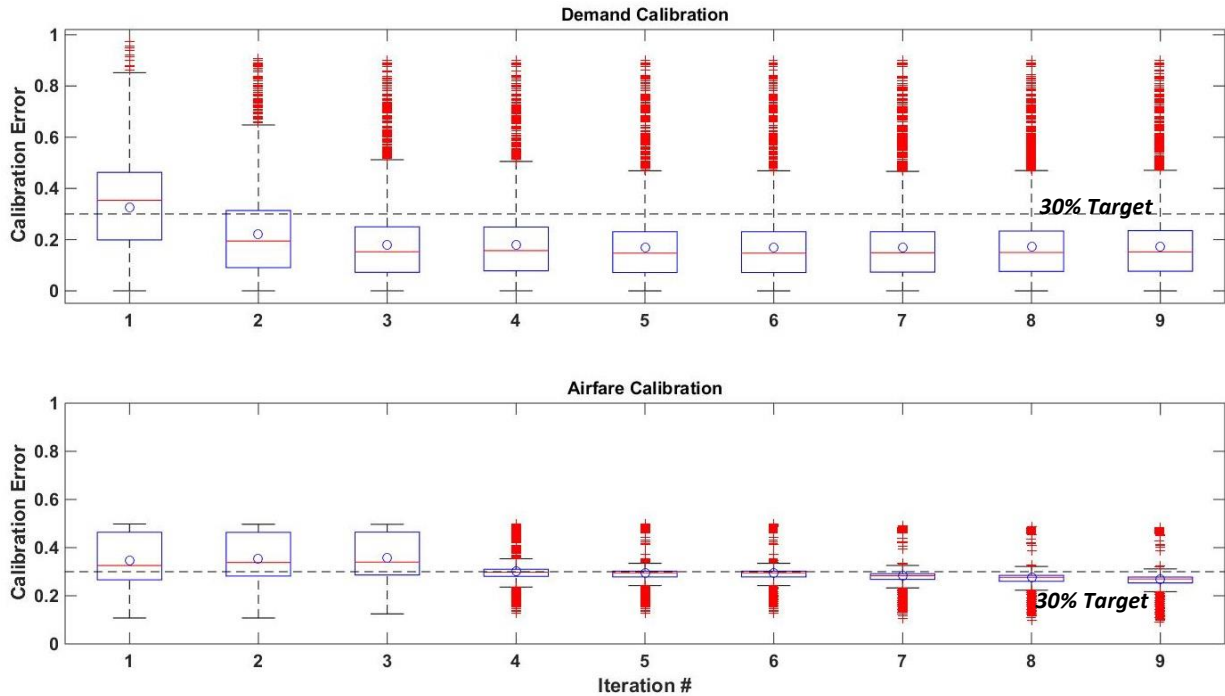 Demand Calibration
1
0.8
0.6
0.4
0.2
0
Calibration Error
30% Target
1 2 3 4 5 6 7 8 9
Airfare Calibration
1
0.8
0.6
0.4
0.2
0
Calibration Error
30% Target
1 2 3 4 5 6 7 8 9
Iteration #